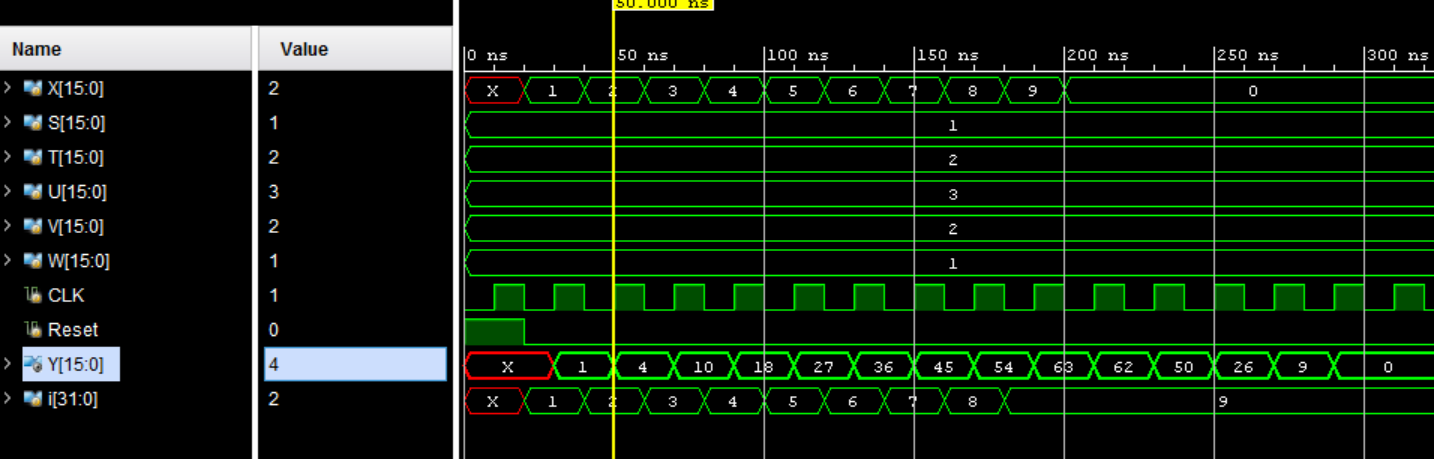 50.000 ns
Name Value
0 ns 50 ns 100 ns 150 ns 200 ns 250 ns 300 ns
> X[15:0] 2 X 1 2 3 4 5 6 7 8 9 0
> S[15:0] 1 1
> T[15:0] 2 2
> U[15:0] 3 3
> V[15:0] 2 2
> W[15:0] 1 1
CLK 1
Reset 0
> Y[15:0] 4 X 1 4 10 18 27 36 45 54 63 62 50 26 9 0
> i[31:0] 2 X 1 2 3 4 5 6 7 8 9